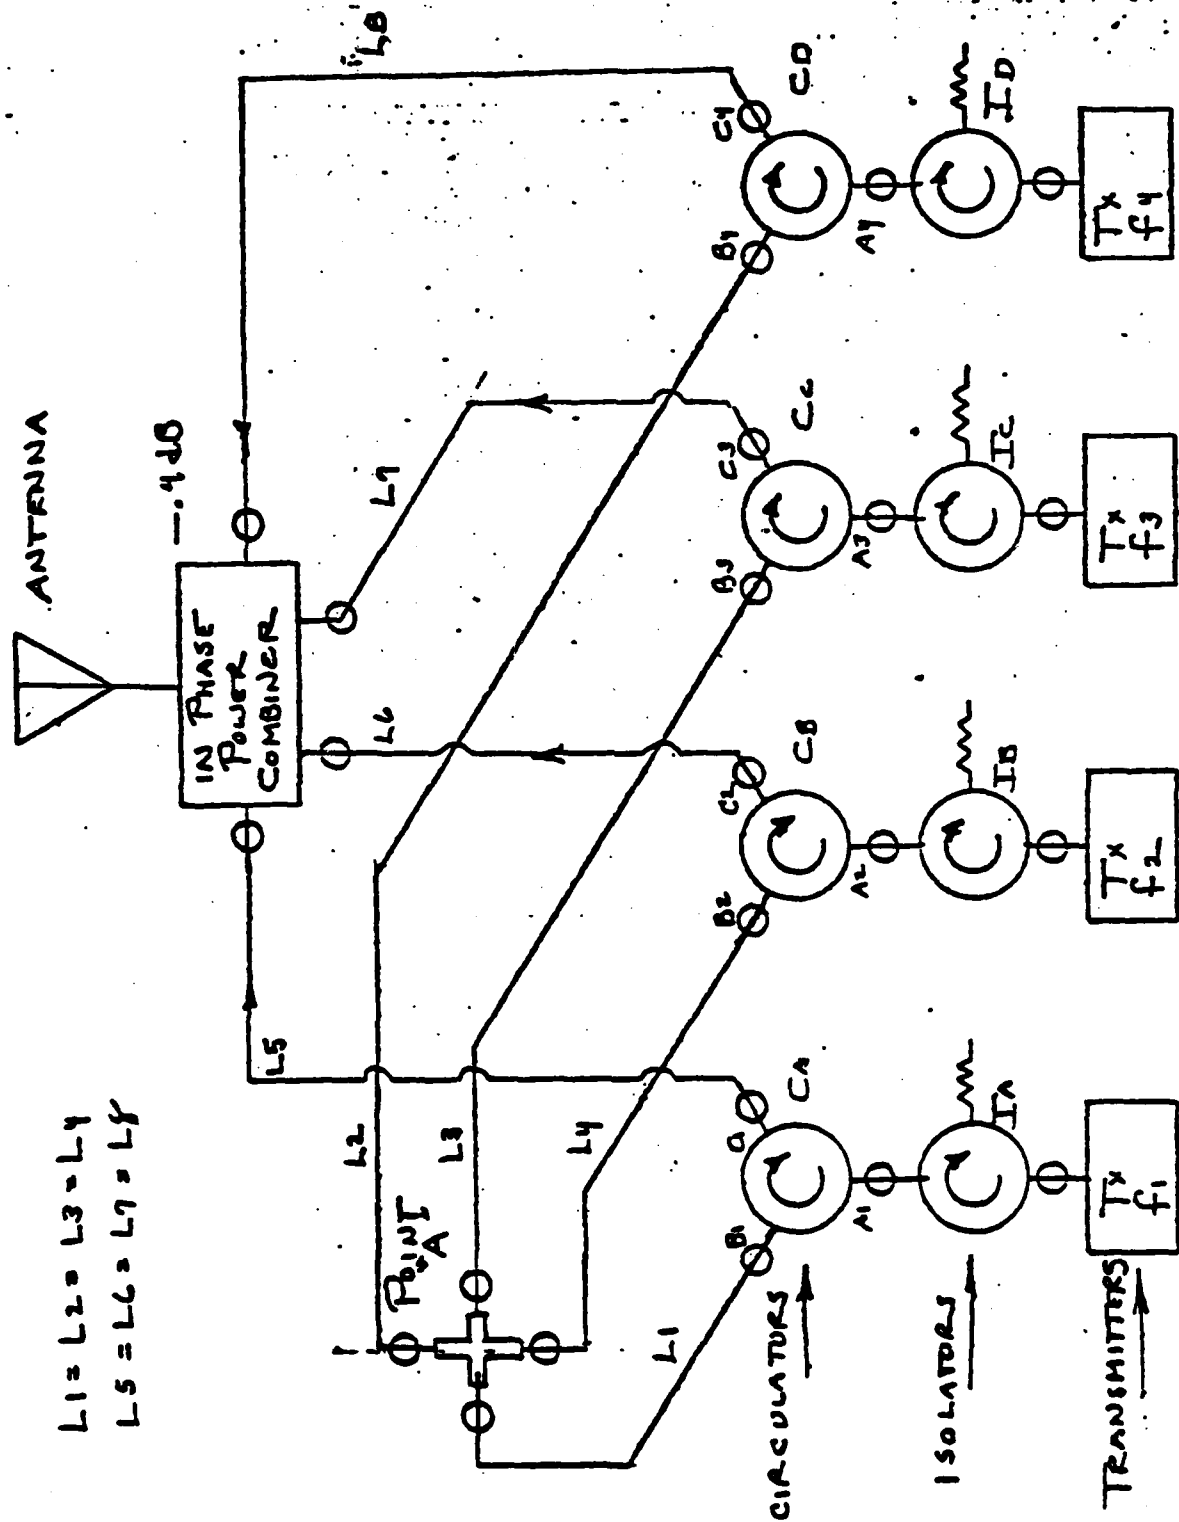 L1 = L2 = L3 = L4
L5 = L6 = L7 = L8
ANTENNA
IN PHASE
POWER
COMBINER
-.4 dB
L5
L6
L7
L8
L2
POINT
A
L3
L4
L1
B1
C1
CA
A1
B2
C2
CB
A2
B3
C3
CC
A3
B4
C4
CD
A4
CIRCULATORS
IA
IB
IC
ID
ISOLATORS
TRANSMITTERS
Tx
f1
Tx
f2
Tx
f3
Tx
f4